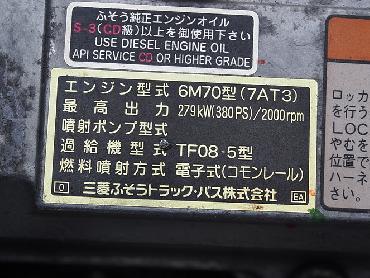 ふそう純正エンジンオイル
S-3(CD級)以上を御使用下さい
USE DIESEL ENGINE OIL
API SERVICE CD OR HIGHER GRADE
エンジン型式 6M70型(7AT3)
最高出力 279kW(380PS)/2000rpm
噴射ポンプ型式
過給機型式 TF08-5型
燃料噴射方式 電子式(コモンレール)
O 三菱ふそうトラック・バス株式会社 EA
ロッカ
を行う
LOC
やむを
位置で
ハーネ
さい。